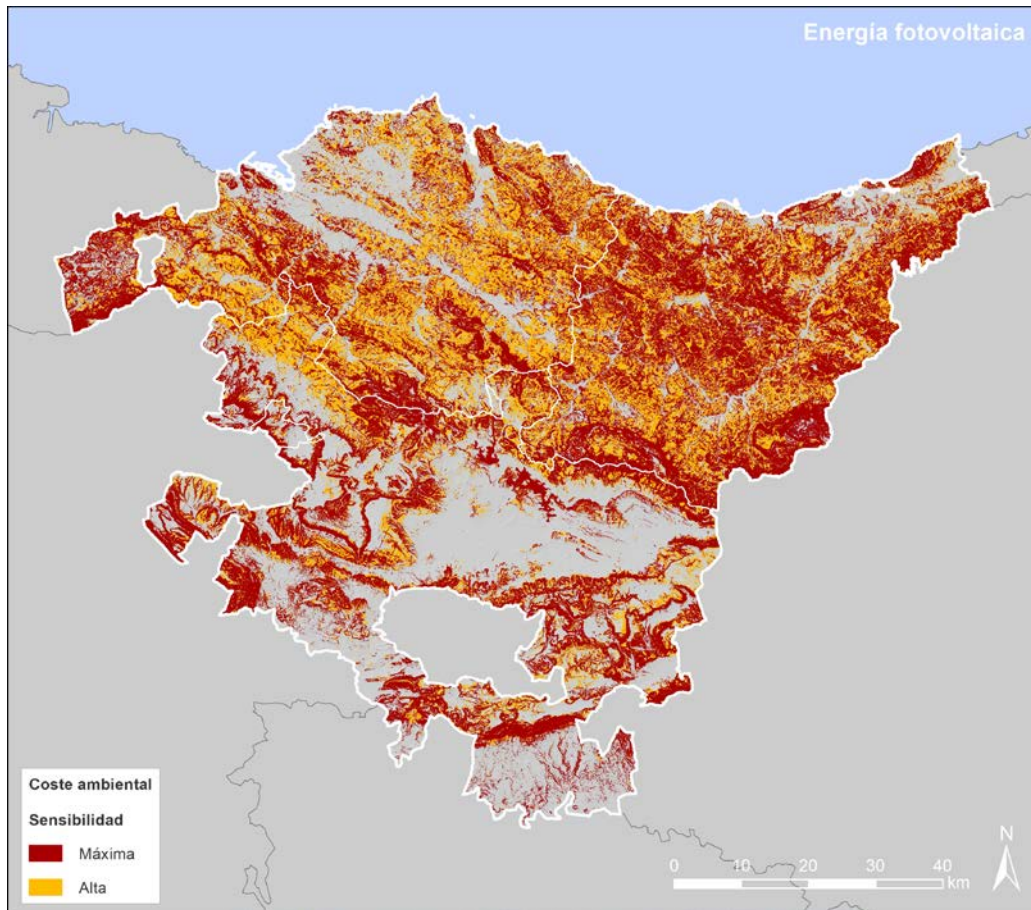 Energía fotovoltaica
Coste ambiental
Sensibilidad
Máxima
Alta
N
0 10 20 30 40
km